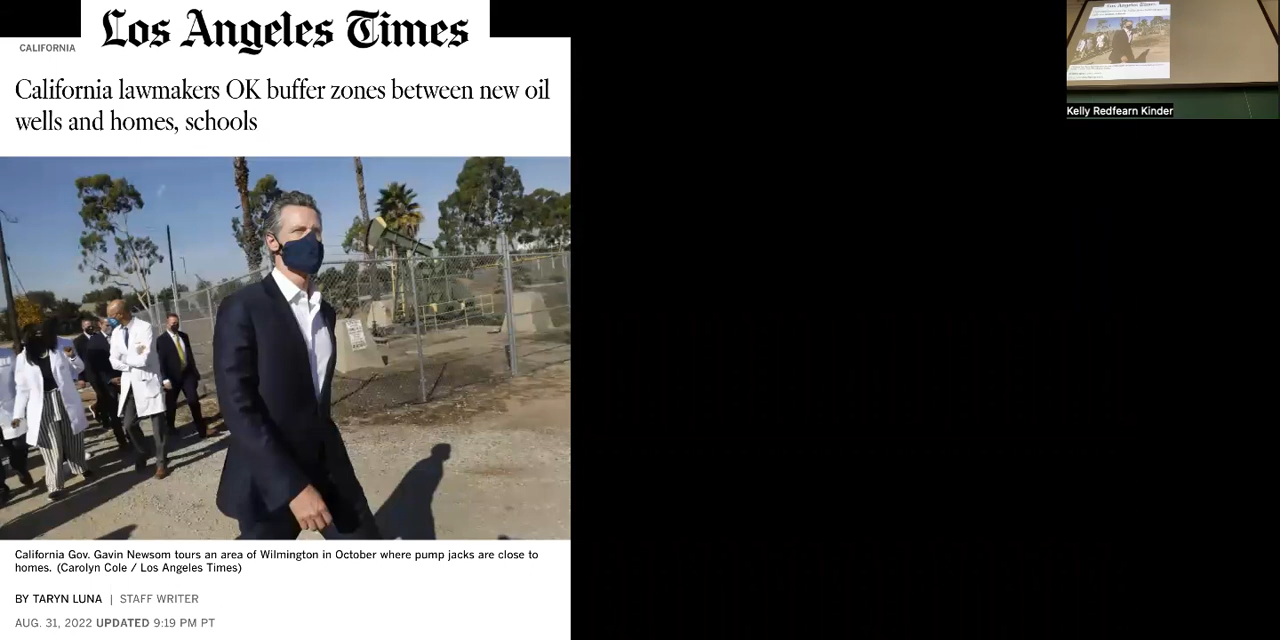 Los Angeles Times
CALIFORNIA
California lawmakers OK buffer zones between new oil
wells and homes, schools
California Gov. Gavin Newsom tours an area of Wilmington in October where pump jacks are close to
homes. (Carolyn Cole / Los Angeles Times)
BY TARYN LUNA | STAFF WRITER
AUG. 31, 2022 UPDATED 9:19 PM PT
Kelly Redfearn Kinder